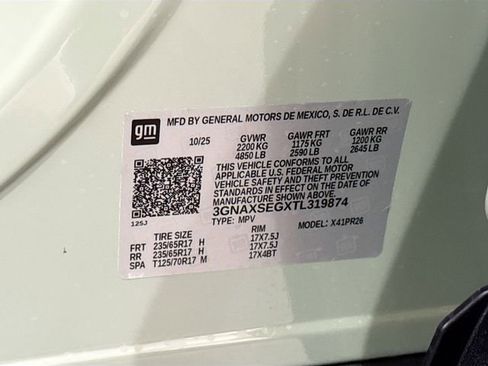 gm
MFD BY GENERAL MOTORS DE MEXICO, S. DE R.L. DE C.V.
10/25 GVWR GAWR FRT GAWR RR
2200 KG 1175 KG 1200 KG
4850 LB 2590 LB 2645 LB
THIS VEHICLE CONFORMS TO ALL
APPLICABLE U.S. FEDERAL MOTOR
VEHICLE SAFETY AND THEFT PREVENTION
STANDARDS IN EFFECT ON THE DATE OF
MANUFACTURE SHOWN ABOVE.
3GNAXSEGXTL319874
125J
TYPE: MPV MODEL: X41PR26
TIRE SIZE RIM
FRT 235/65R17 H 17X7.5J
RR 235/65R17 H 17X7.5J
SPA T125/70R17 M 17X4BT